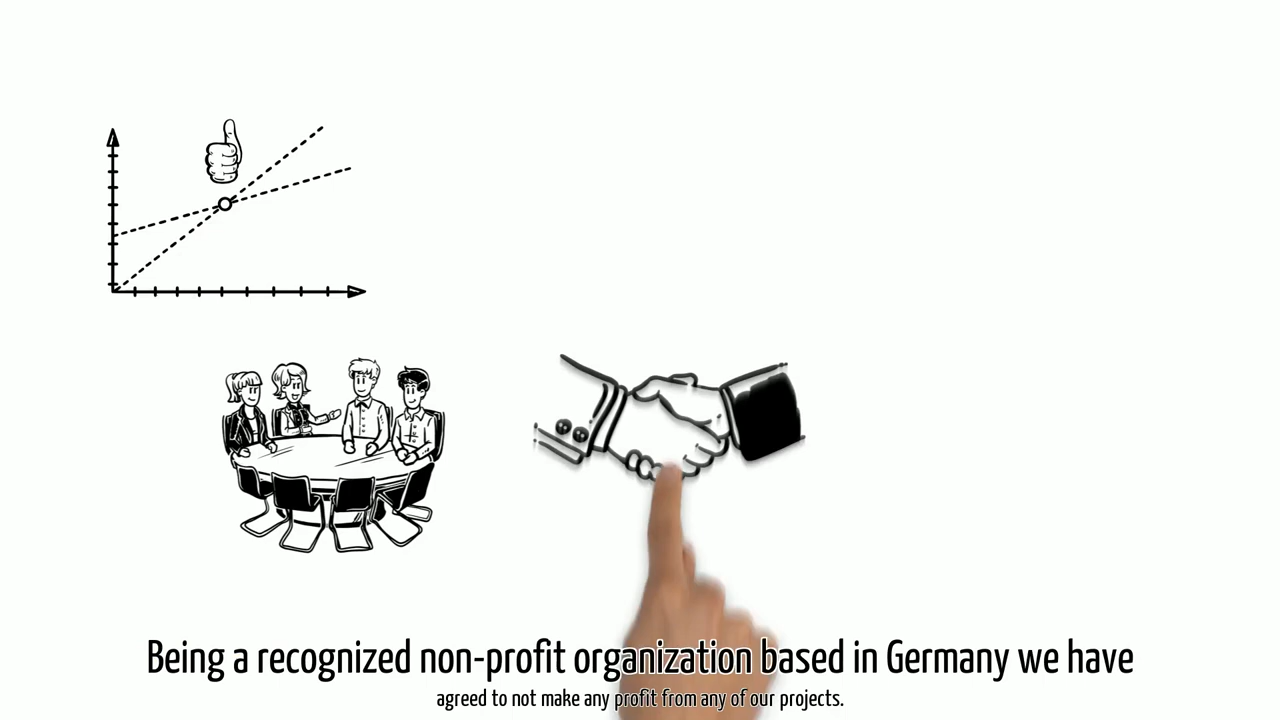 Being a recognized non-profit organization based in Germany we have
agreed to not make any profit from any of our projects.